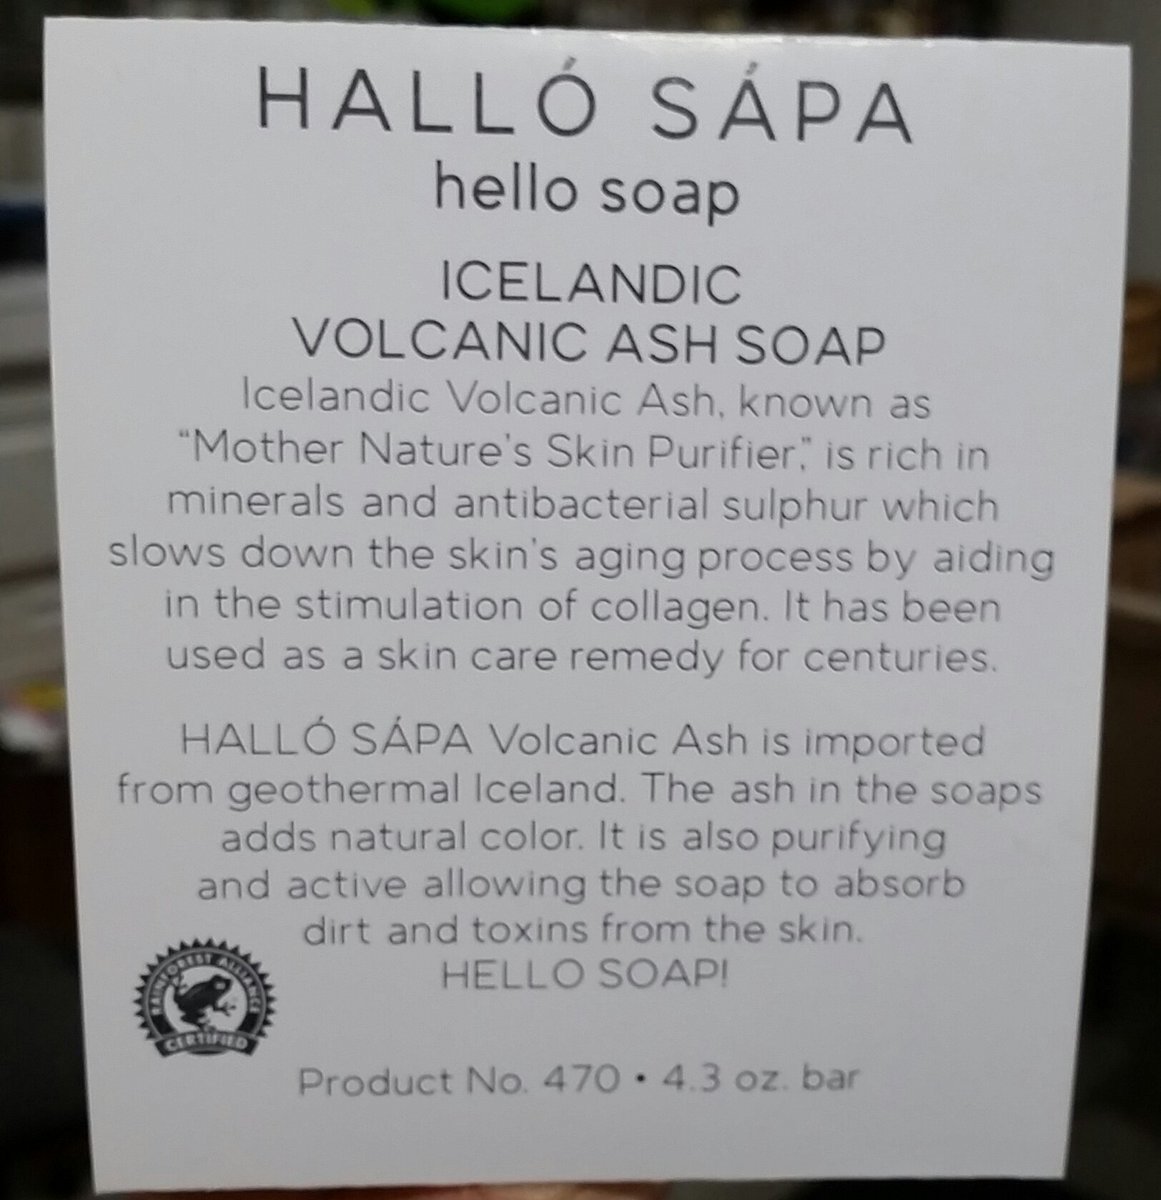 HALLÓ SÁPA
hello soap
ICELANDIC
VOLCANIC ASH SOAP
Icelandic Volcanic Ash, known as
“Mother Nature's Skin Purifier,” is rich in
minerals and antibacterial sulphur which
slows down the skin's aging process by aiding
in the stimulation of collagen. It has been
used as a skin care remedy for centuries.
HALLÓ SÁPA Volcanic Ash is imported
from geothermal Iceland. The ash in the soaps
adds natural color. It is also purifying
and active allowing the soap to absorb
dirt and toxins from the skin.
HELLO SOAP!
RAINFOREST ALLIANCE
CERTIFIED
Product No. 470 • 4.3 oz. bar